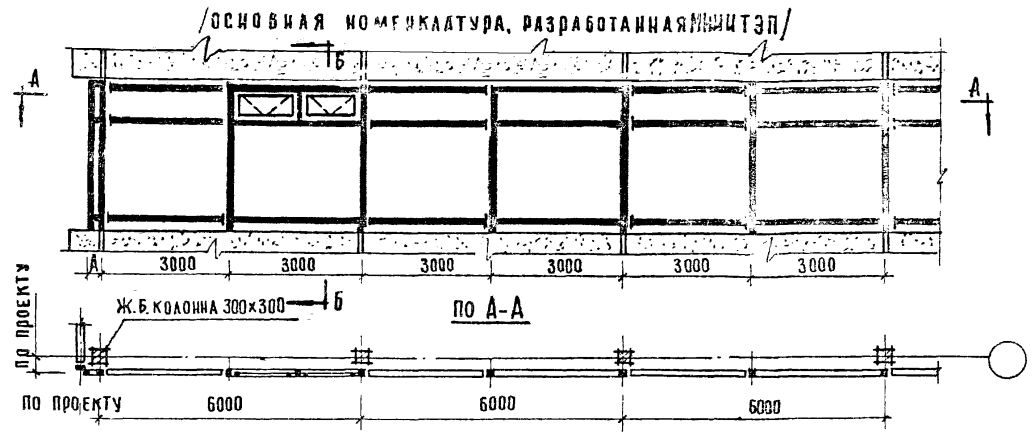 /ОСНОВНАЯ НОМЕНКЛАТУРА, РАЗРАБОТАННАЯ МНИИТЭП/
Б
А
А
А 3000 3000 3000 3000 3000 3000
Б
Ж.Б. КОЛОННА 300×300
ПО А-А
ПО ПРОЕКТУ
ПО ПРОЕКТУ 6000 6000 6000